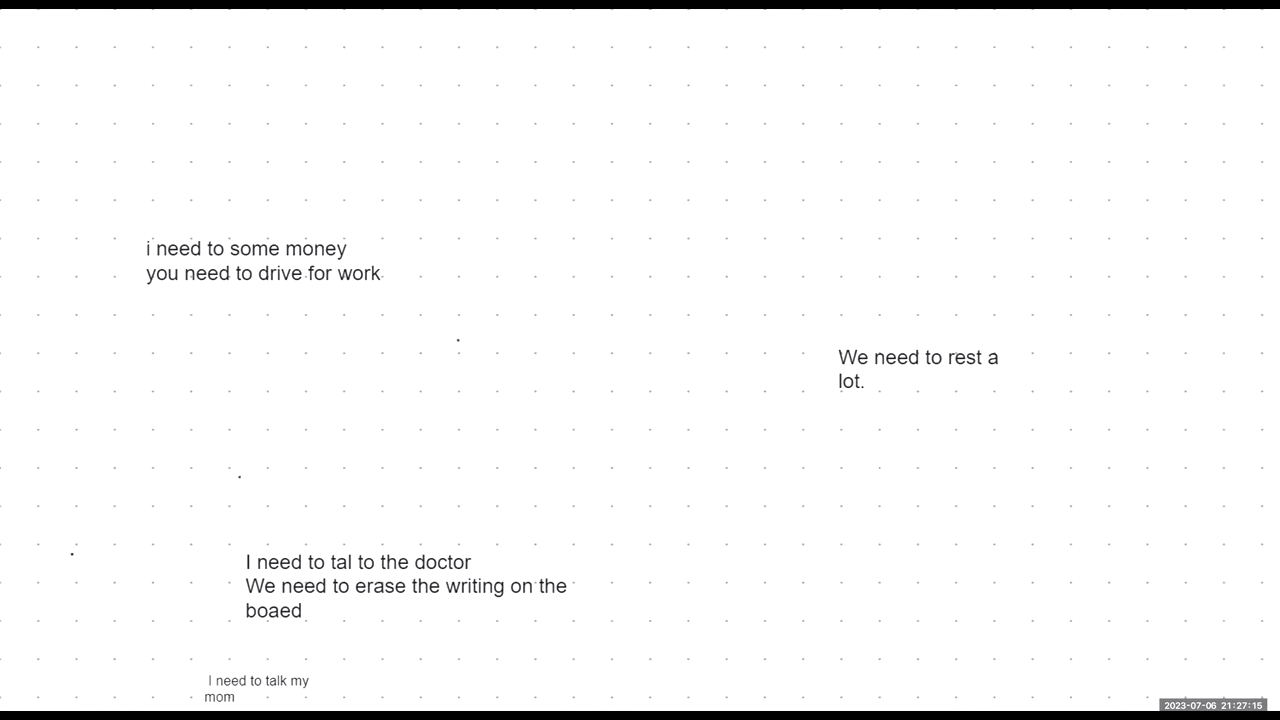 i need to some money
you need to drive for work
We need to rest a
lot.
I need to tal to the doctor
We need to erase the writing on the
boaed
I need to talk my
mom
2023-07-06 21:27:15